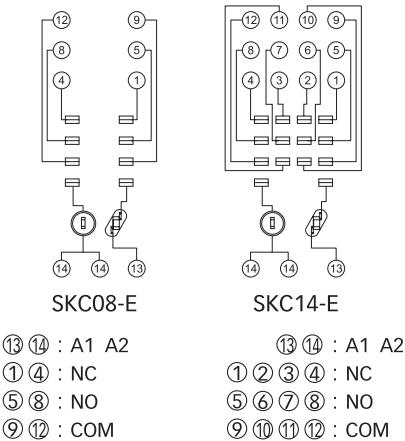 ⑫ ⑨ ⑫ ⑪ ⑩ ⑨
⑧ ⑤ ⑧ ⑦ ⑥ ⑤
④ ① ④ ③ ② ①
⑭ ⑭ ⑬ ⑭ ⑭ ⑬
SKC08-E SKC14-E
⑬ ⑭ : A1 A2
① ④ : NC
⑤ ⑧ : NO
⑨ ⑫ : COM
⑬ ⑭ : A1 A2
① ② ③ ④ : NC
⑤ ⑥ ⑦ ⑧ : NO
⑨ ⑩ ⑪ ⑫ : COM